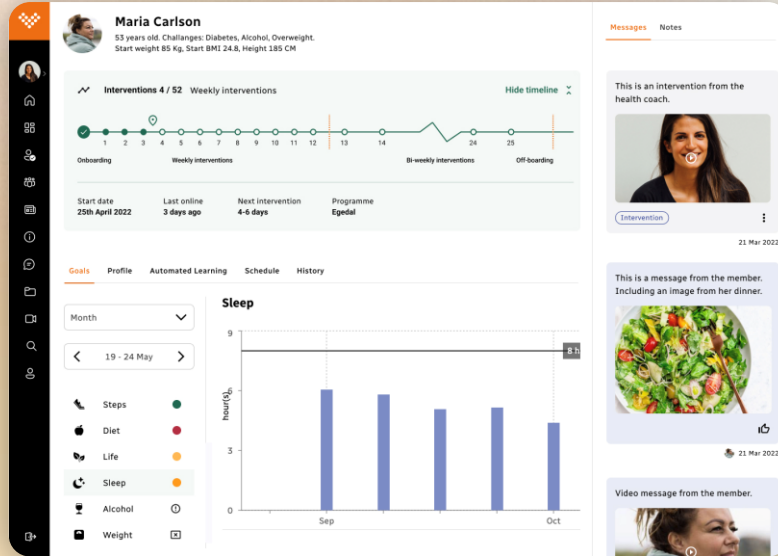 Maria Carlson
53 years old. Challanges: Diabetes, Alcohol, Overweight.
Start weight 85 Kg, Start BMI 24.8, Height 185 CM
Interventions 4 / 52 Weekly interventions
Hide timeline
1 2 3 4 5 6 7 8 9 10 11 12 13 14 24 25
Onboarding Weekly interventions Bi-weekly interventions Off-boarding
Start date Last online Next intervention Programme
25th April 2022 3 days ago 4-6 days Egedal
Goals Profile Automated Learning Schedule History
Month
19 - 24 May
Steps
Diet
Life
Sleep
Alcohol
Weight
Sleep
9
8 h
6
hour(s)
3
0
Sep Oct
Messages Notes
This is an intervention from the
health coach.
Intervention
21 Mar 2022
This is a message from the member.
Including an image from her dinner.
21 Mar 2022
Video message from the member.